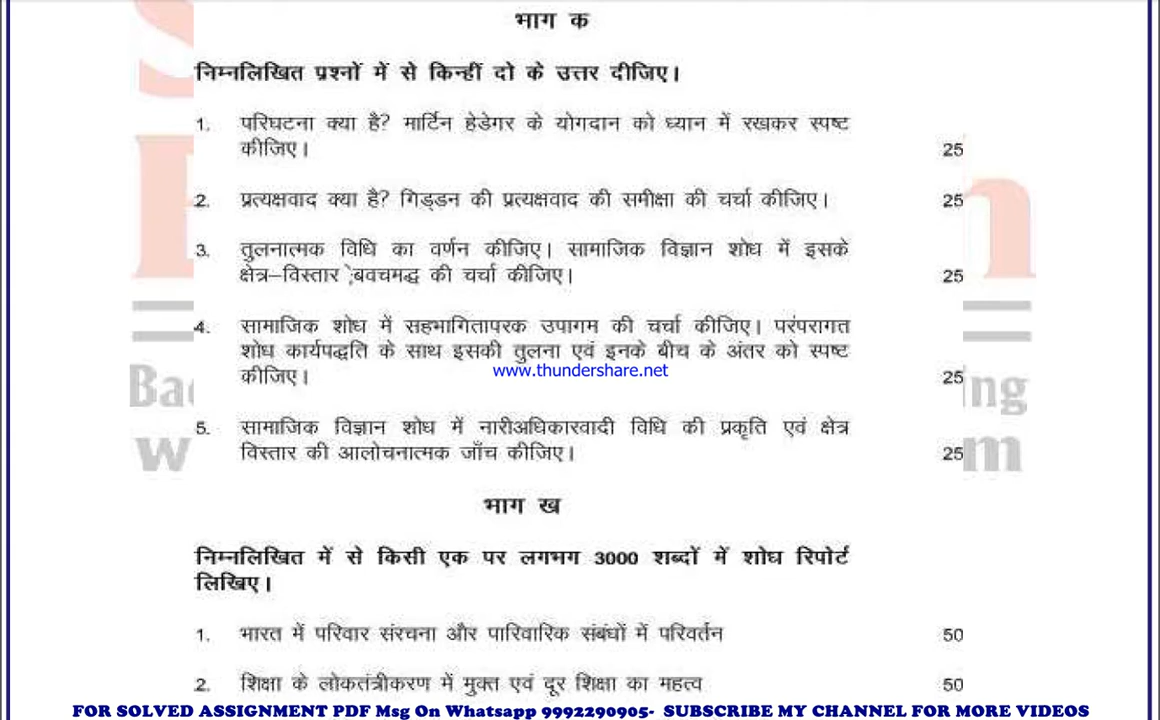 भाग क
निम्नलिखित प्रश्नों में से किन्हीं दो के उत्तर दीजिए।
1. परिघटना क्या है? मार्टिन हेडेगर के योगदान को ध्यान में रखकर स्पष्ट
कीजिए। 25
2. प्रत्यक्षवाद क्या है? गिड्डन की प्रत्यक्षवाद की समीक्षा की चर्चा कीजिए। 25
3. तुलनात्मक विधि का वर्णन कीजिए। सामाजिक विज्ञान शोध में इसके
क्षेत्र–विस्तार ;बवचमद्ध की चर्चा कीजिए। 25
4. सामाजिक शोध में सहभागितापरक उपागम की चर्चा कीजिए। परंपरागत
शोध कार्यपद्धति के साथ इसकी तुलना एवं इनके बीच के अंतर को स्पष्ट
www.thundershare.net
कीजिए। 25
5. सामाजिक विज्ञान शोध में नारीअधिकारवादी विधि की प्रकृति एवं क्षेत्र
विस्तार की आलोचनात्मक जाँच कीजिए। 25
भाग ख
निम्नलिखित में से किसी एक पर लगभग 3000 शब्दों में शोध रिपोर्ट
लिखिए।
1. भारत में परिवार संरचना और पारिवारिक संबंघों में परिवर्तन 50
2. शिक्षा के लोकतंत्रीकरण में मुक्त एवं दूर शिक्षा का महत्व 50
FOR SOLVED ASSIGNMENT PDF Msg On Whatsapp 9992290905- SUBSCRIBE MY CHANNEL FOR MORE VIDEOS